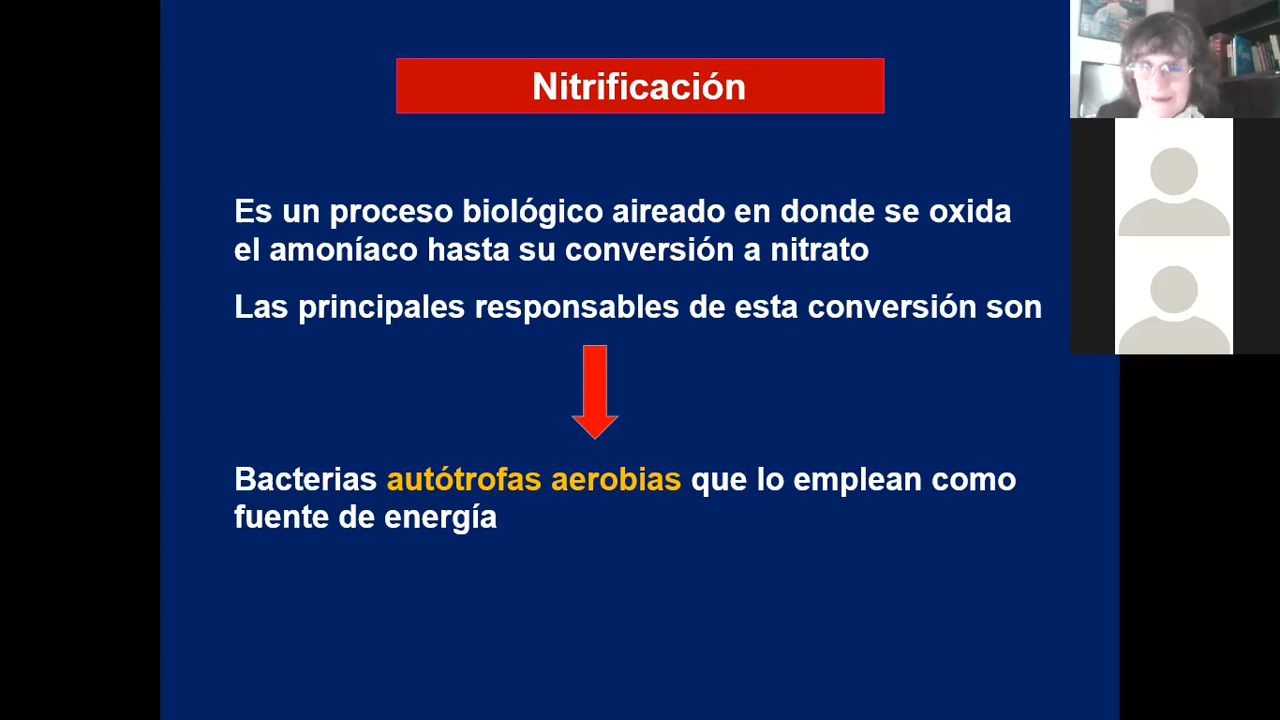 Nitrificación
Es un proceso biológico aireado en donde se oxida
el amoníaco hasta su conversión a nitrato
Las principales responsables de esta conversión son
Bacterias autótrofas aerobias que lo emplean como
fuente de energía